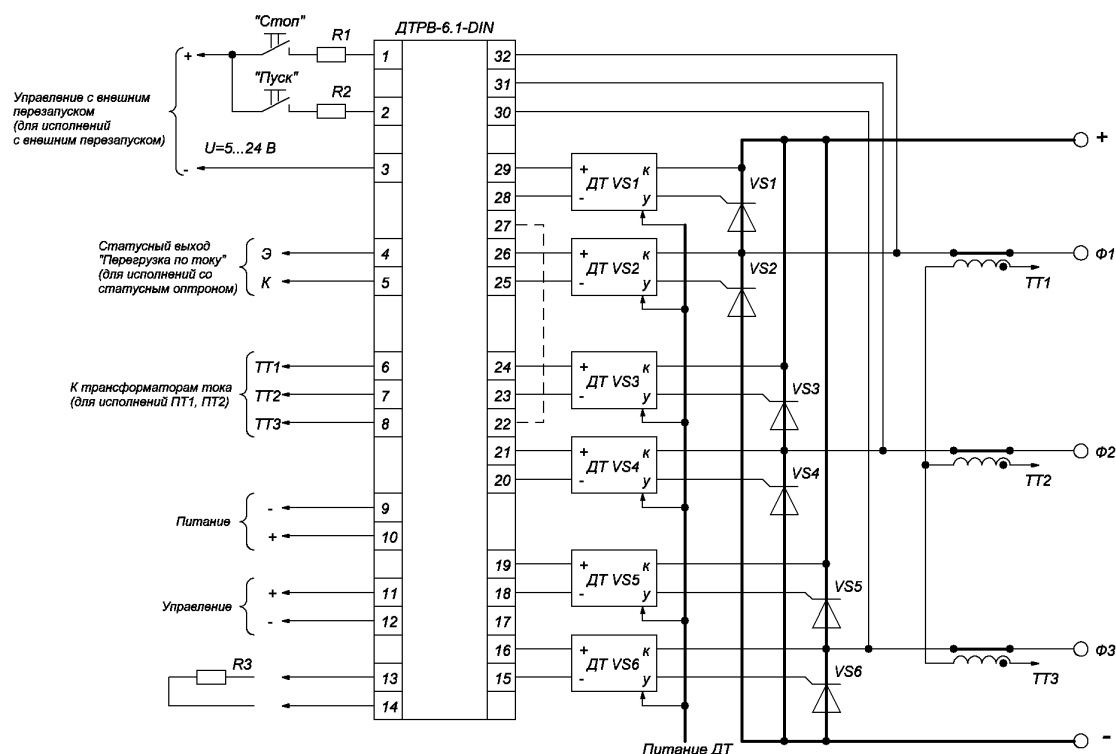 ДТРВ-6.1-DIN
"Стоп"
R1
+
1
"Пуск"
R2
2
Управление с внешним
перезапуском
(для исполнений
с внешним перезапуском)
U=5...24 В
-
3
Статусный выход
"Перегрузка по току"
(для исполнений со
статусным оптроном)
Э
4
К
5
К трансформаторам тока
(для исполнений ПТ1, ПТ2)
ТТ1
6
ТТ2
7
ТТ3
8
Питание
-
9
+
10
Управление
+
11
-
12
R3
13
14
32
31
30
29
28
27
26
25
24
23
22
21
20
19
18
17
16
15
+ к
ДТ VS1
- у
+ к
ДТ VS2
- у
+ к
ДТ VS3
- у
+ к
ДТ VS4
- у
+ к
ДТ VS5
- у
+ к
ДТ VS6
- у
Питание ДТ
VS1
VS2
VS3
VS4
VS5
VS6
+
Ф1
ТТ1
Ф2
ТТ2
Ф3
ТТ3
-